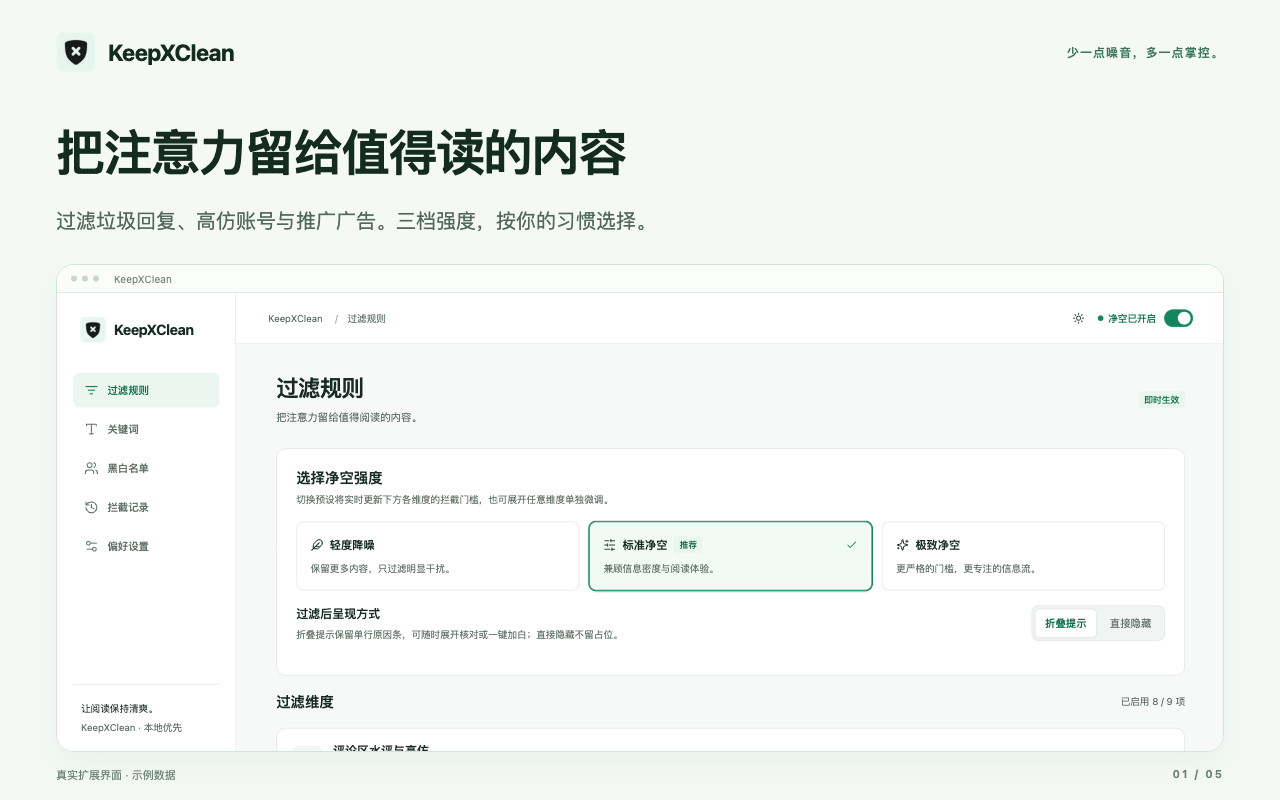 KeepXClean
少一点噪音，多一点掌控。
把注意力留给值得读的内容
过滤垃圾回复、高仿账号与推广广告。三档强度，按你的习惯选择。
KeepXClean
KeepXClean
KeepXClean / 过滤规则
净空已开启
过滤规则
关键词
黑白名单
拦截记录
偏好设置
让阅读保持清爽。
KeepXClean · 本地优先
过滤规则
把注意力留给值得阅读的内容。
即时生效
选择净空强度
切换预设将实时更新下方各维度的拦截门槛，也可展开任意维度单独微调。
轻度降噪
保留更多内容，只过滤明显干扰。
标准净空 推荐
兼顾信息密度与阅读体验。
极致净空
更严格的门槛，更专注的信息流。
过滤后呈现方式
折叠提示保留单行原因条，可随时展开核对或一键加白；直接隐藏不留占位。
折叠提示 直接隐藏
过滤维度
已启用 8 / 9 项
评论区水评与高仿
真实扩展界面 · 示例数据
01 / 05